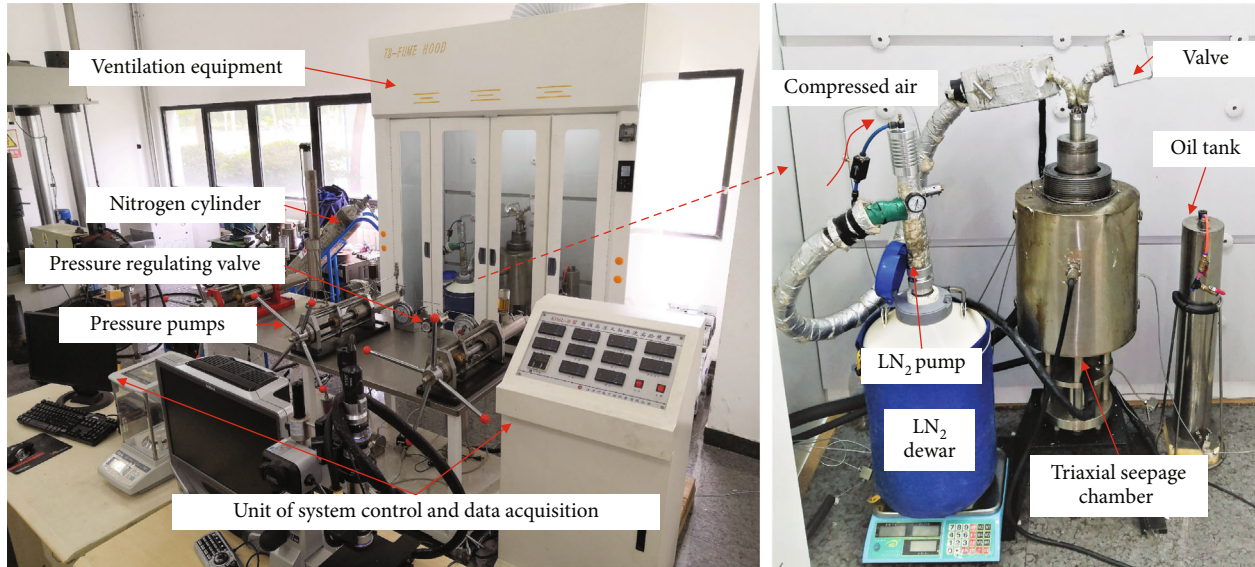 TS-FUME HOOD
Ventilation equipment
Nitrogen cylinder
Pressure regulating valve
Pressure pumps
Unit of system control and data acquisition
Compressed air
Valve
Oil tank
LN₂ pump
LN₂
dewar
Triaxial seepage
chamber